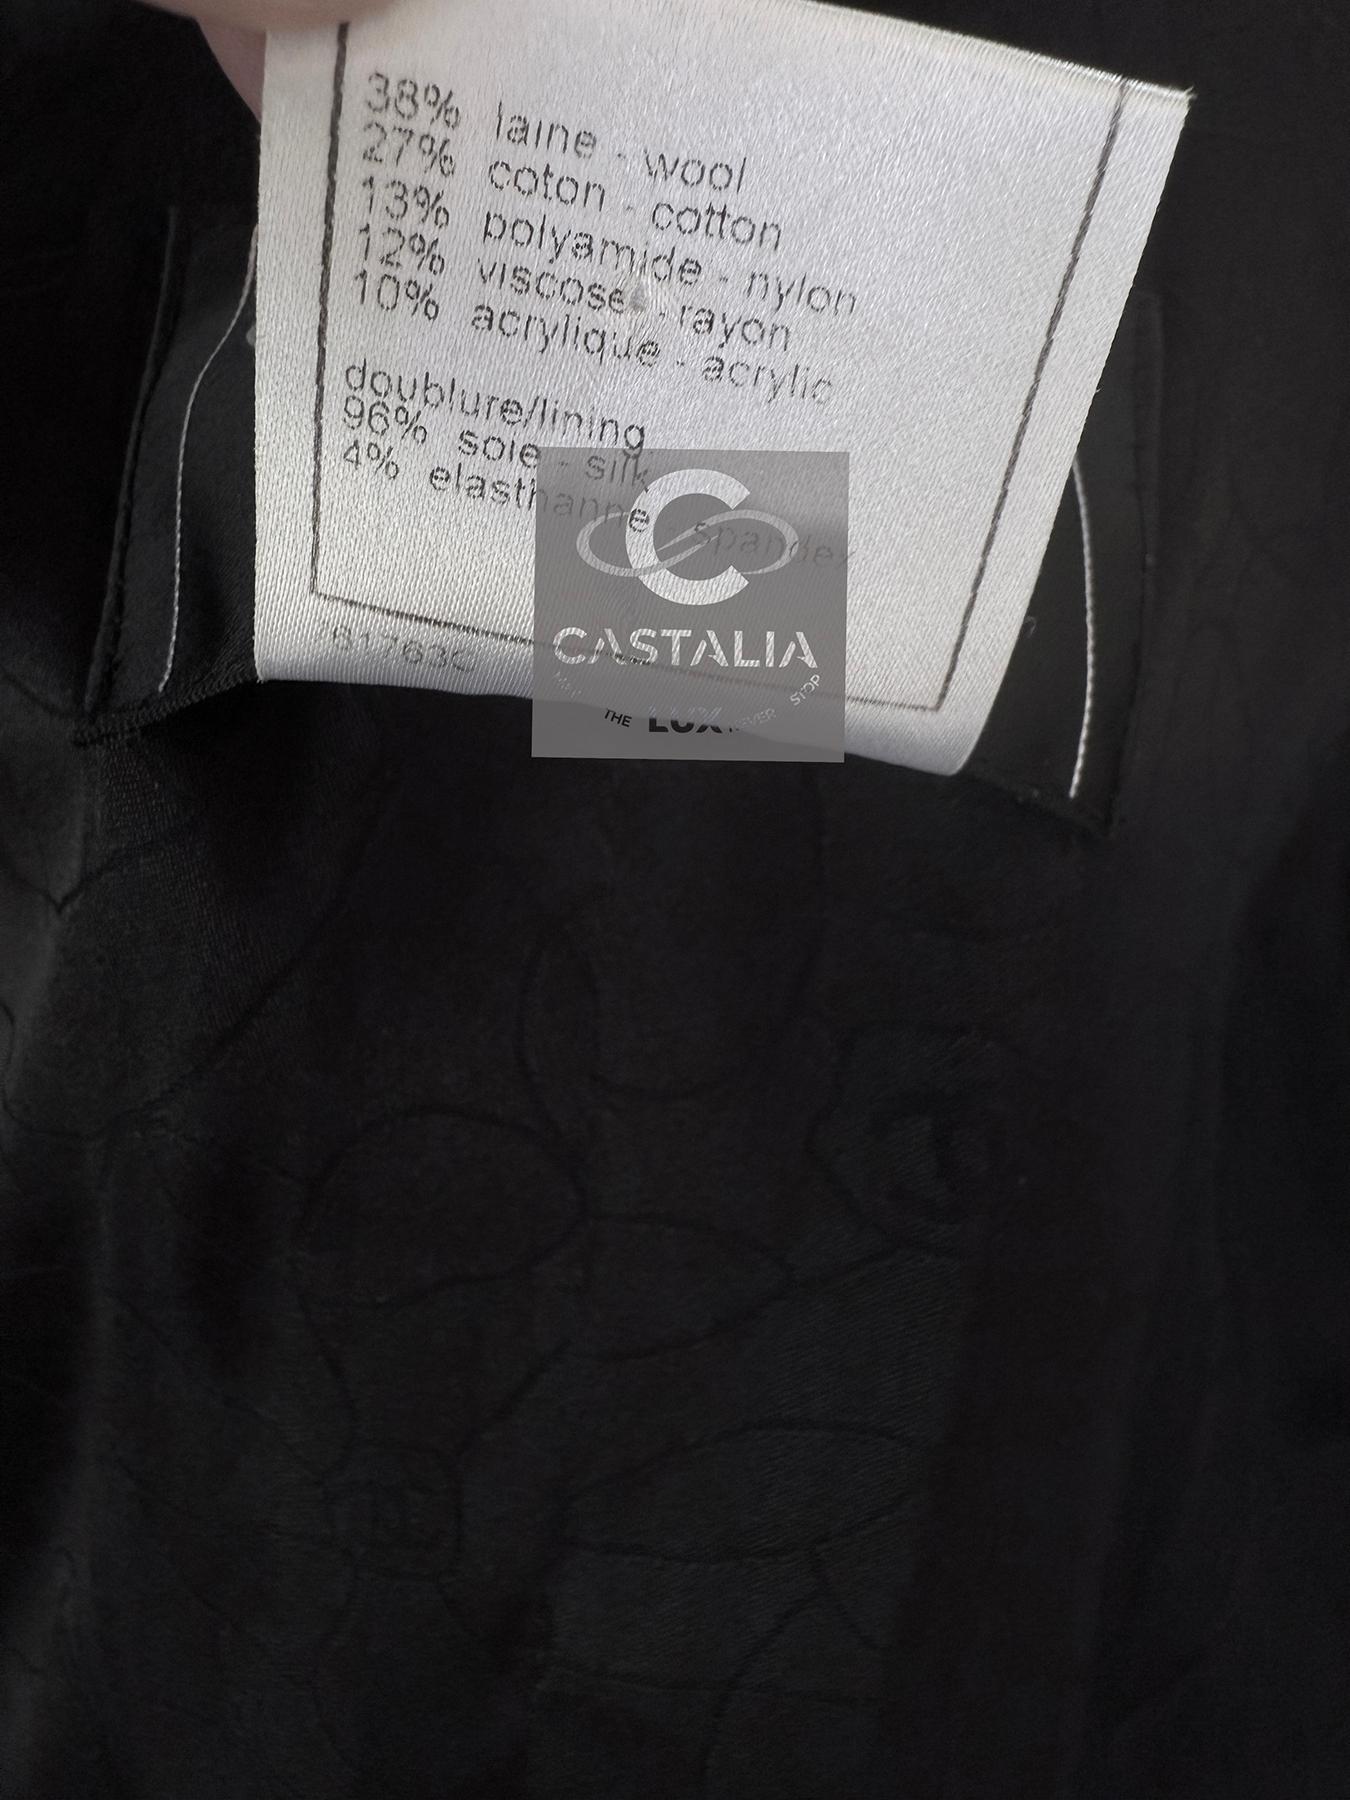 38% laine - wool
27% coton - cotton
13% polyamide - nylon
12% viscose - rayon
10% acrylique - acrylic
doublure/lining
96% soie - silk
4% elasthanne - spandex
CASTALIA
THE LUX STOP